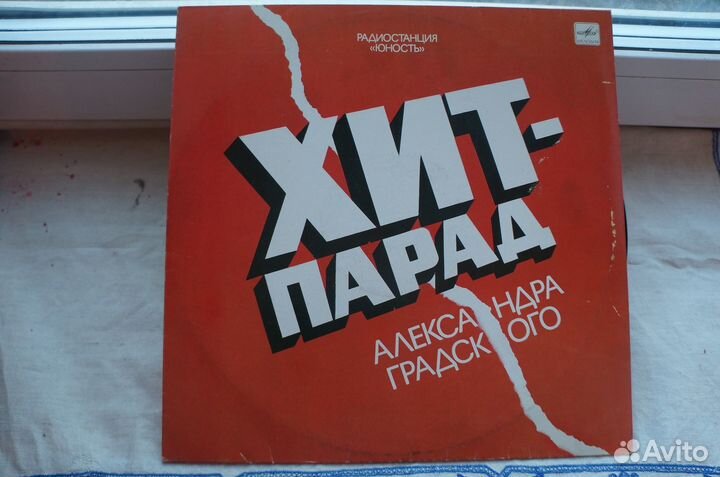 РАДИОСТАНЦИЯ
«ЮНОСТЬ»
ХИТ-
ПАРАД
АЛЕКСАНДРА
ГРАДСКОГО
Avito